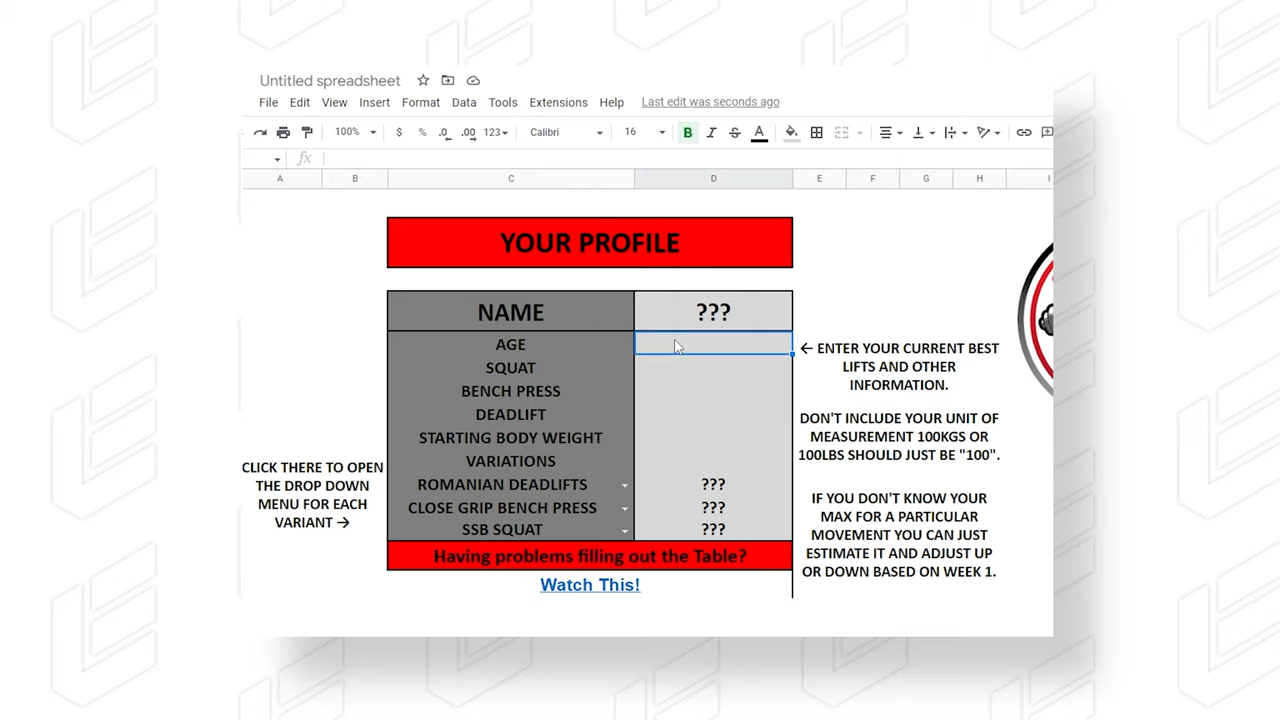 Untitled spreadsheet
File Edit View Insert Format Data Tools Extensions Help Last edit was seconds ago
100% $ % .0 .00 123 Calibri 16 B I S A
fx
A B C D E F G H I
YOUR PROFILE
NAME ???
AGE
SQUAT
BENCH PRESS
DEADLIFT
STARTING BODY WEIGHT
VARIATIONS
ROMANIAN DEADLIFTS ???
CLOSE GRIP BENCH PRESS ???
SSB SQUAT ???
Having problems filling out the Table?
Watch This!
CLICK THERE TO OPEN
THE DROP DOWN
MENU FOR EACH
VARIANT →
← ENTER YOUR CURRENT BEST
LIFTS AND OTHER
INFORMATION.
DON'T INCLUDE YOUR UNIT OF
MEASUREMENT 100KGS OR
100LBS SHOULD JUST BE "100".
IF YOU DON'T KNOW YOUR
MAX FOR A PARTICULAR
MOVEMENT YOU CAN JUST
ESTIMATE IT AND ADJUST UP
OR DOWN BASED ON WEEK 1.